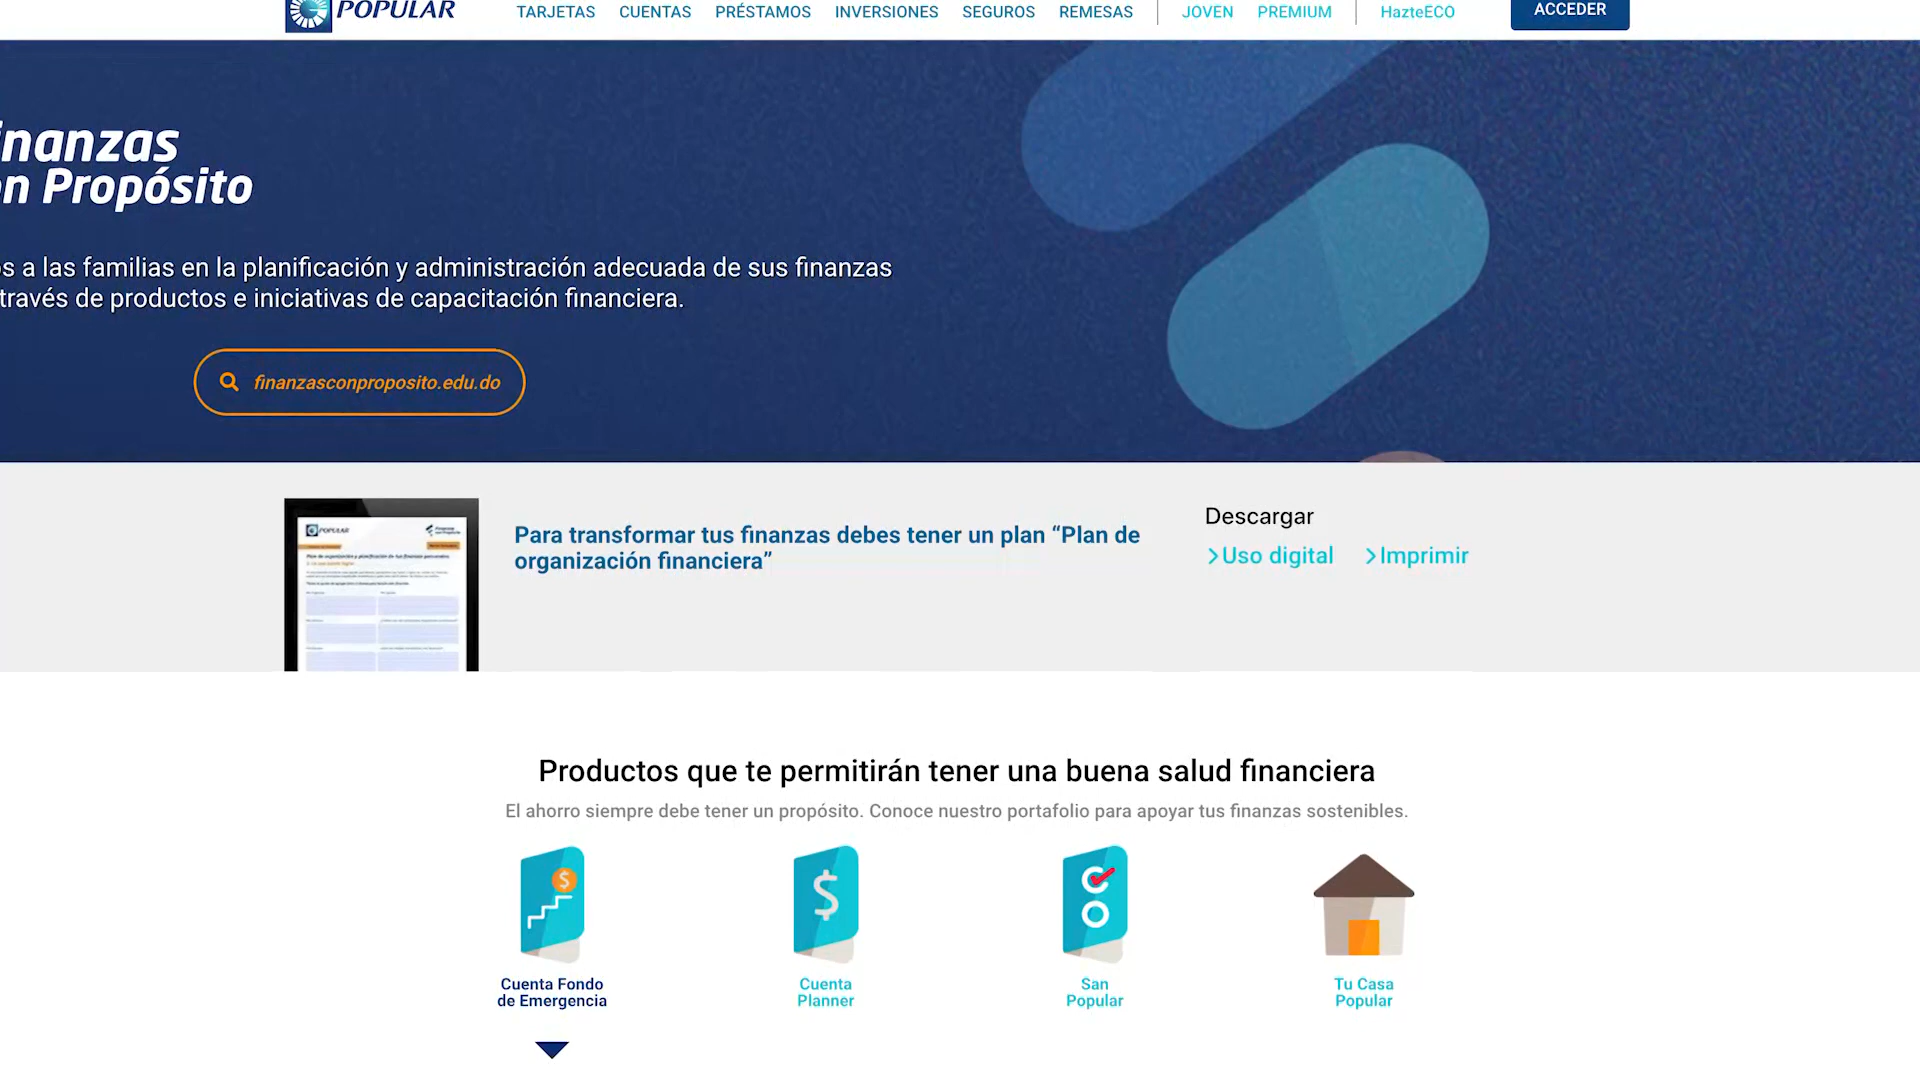 POPULAR
TARJETAS CUENTAS PRÉSTAMOS INVERSIONES SEGUROS REMESAS JOVEN PREMIUM HazteECO ACCEDER
nanzas
n Propósito
s a las familias en la planificación y administración adecuada de sus finanzas
través de productos e iniciativas de capacitación financiera.
finanzasconproposito.edu.do
POPULAR
Para transformar tus finanzas debes tener un plan “Plan de
organización financiera”
Descargar
Uso digital Imprimir
Productos que te permitirán tener una buena salud financiera
El ahorro siempre debe tener un propósito. Conoce nuestro portafolio para apoyar tus finanzas sostenibles.
Cuenta Fondo
de Emergencia
Cuenta
Planner
San
Popular
Tu Casa
Popular